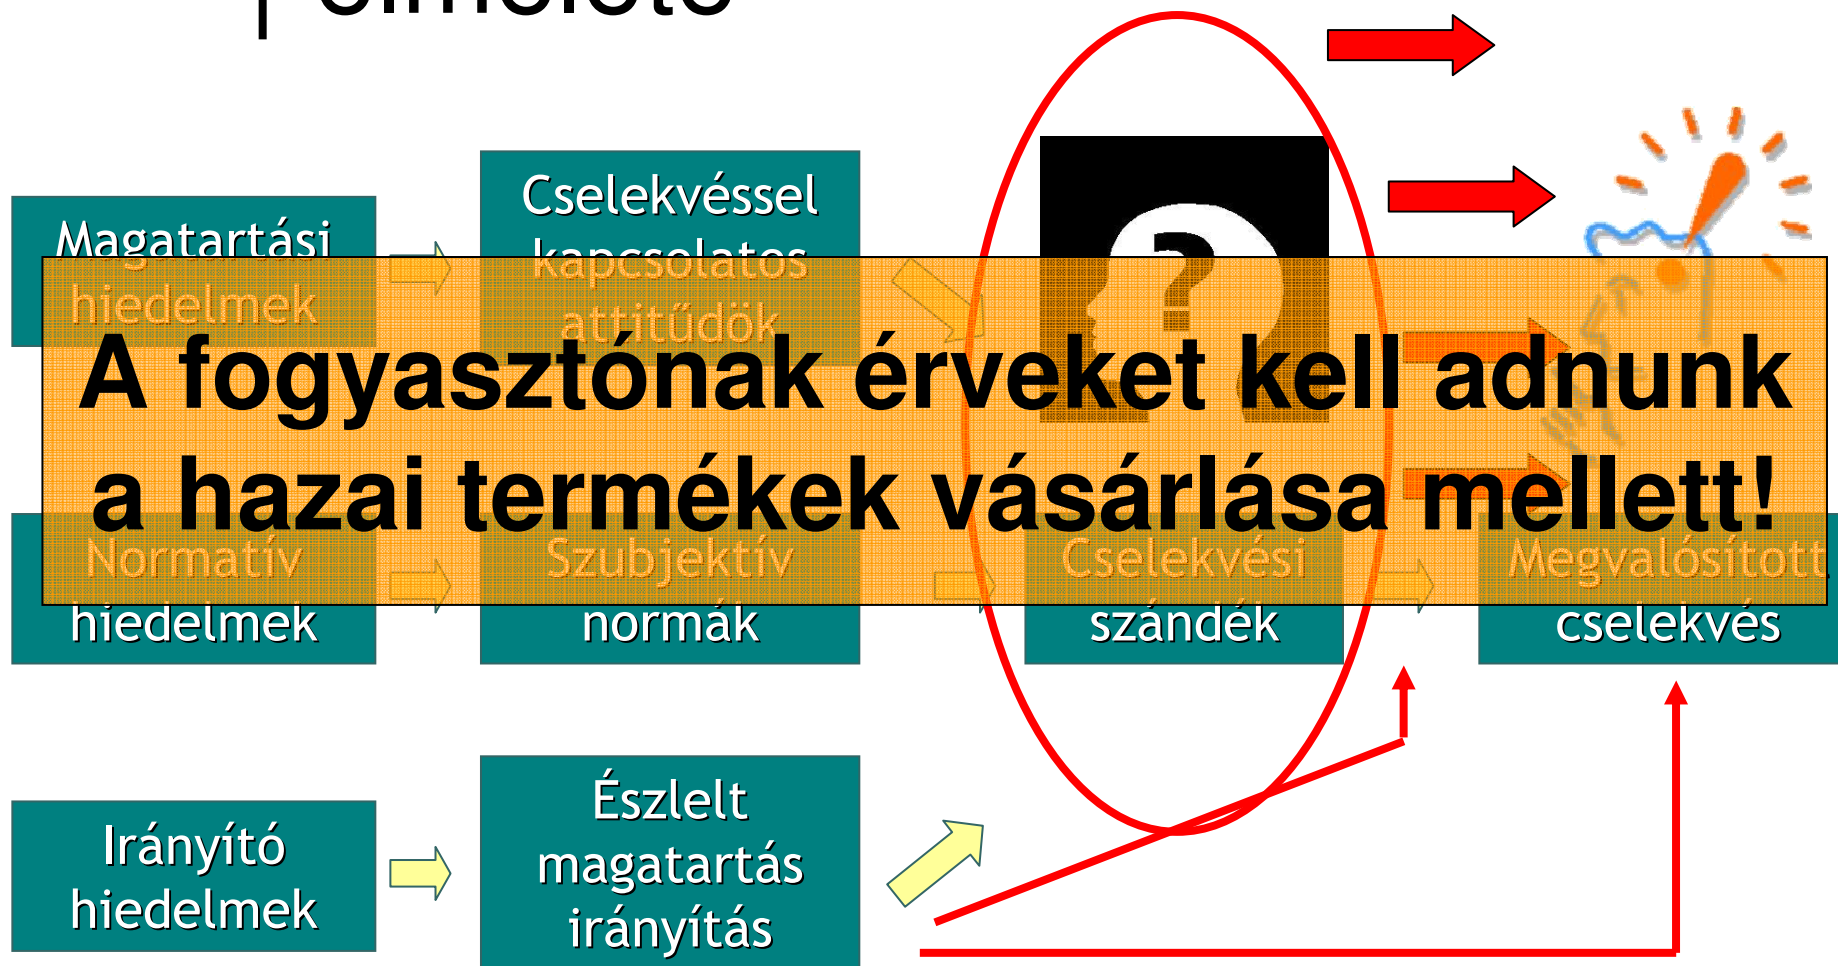 elmélete
Magatartási
hiedelmek
Cselekvéssel
kapcsolatos
attitűdök
?
A fogyasztónak érveket kell adnunk
a hazai termékek vásárlása mellett!
Normatív
hiedelmek
Szubjektív
normák
Cselekvési
szándék
Megvalósított
cselekvés
Irányító
hiedelmek
Észlelt
magatartás
irányítás